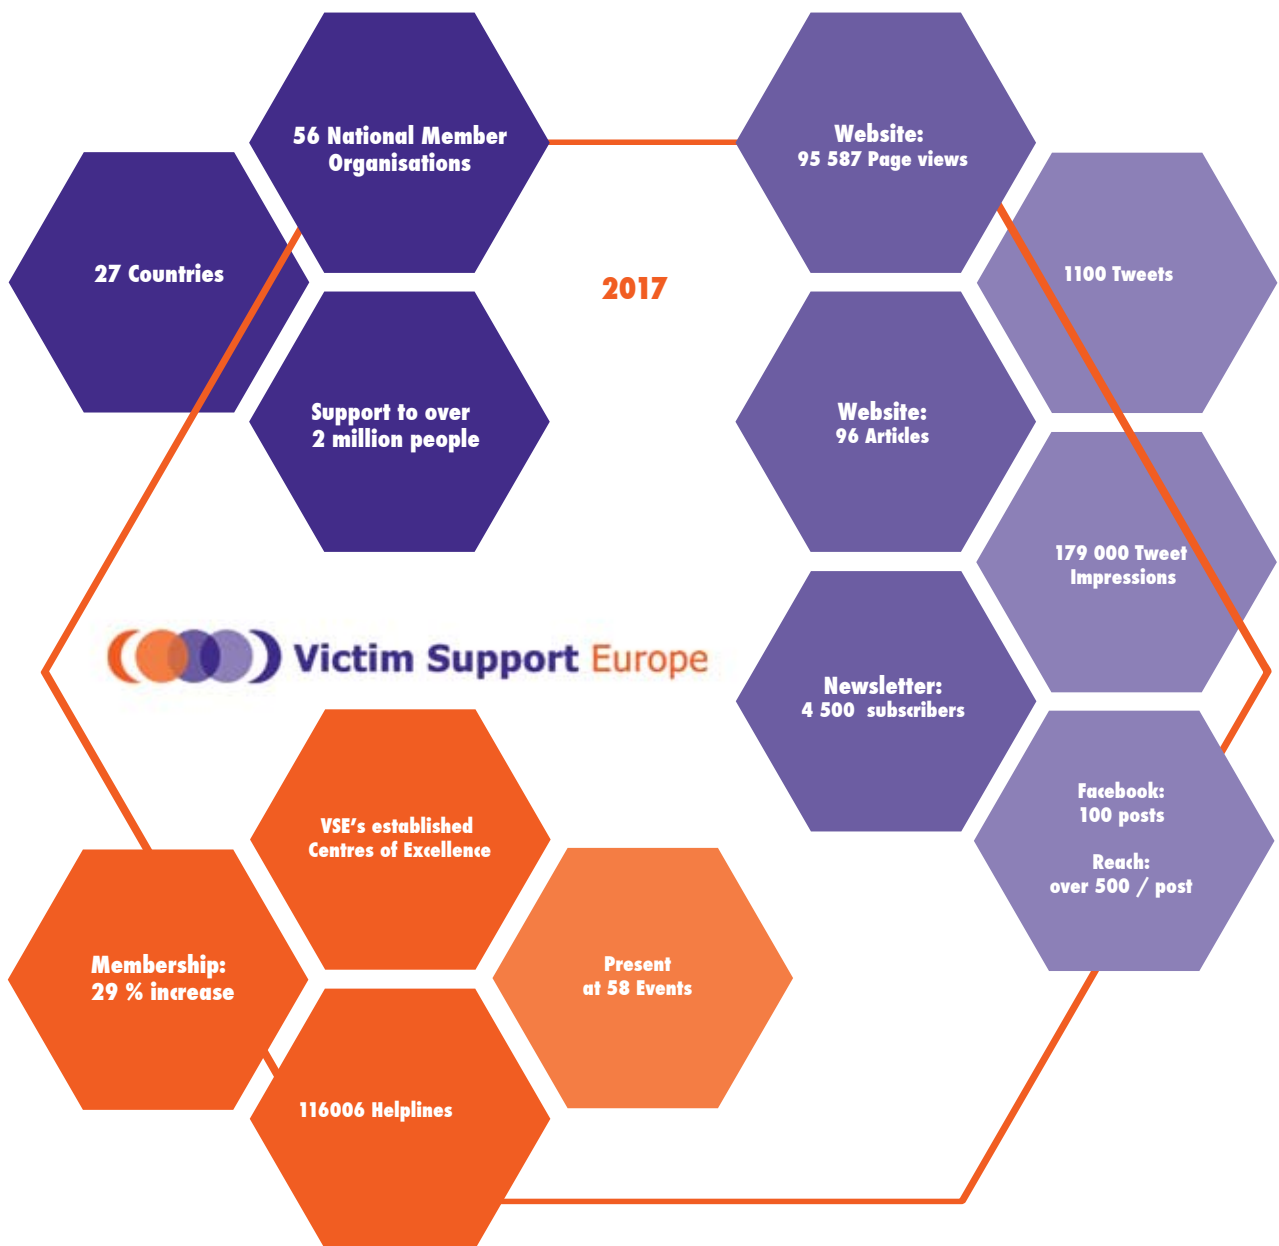 56 National Member
Organisations
Website:
95 587 Page views
27 Countries
1100 Tweets
2017
Support to over
2 million people
Website:
96 Articles
179 000 Tweet
Impressions
Victim Support Europe
Newsletter:
4 500 subscribers
Facebook:
100 posts
Reach:
over 500 / post
VSE's established
Centres of Excellence
Membership:
29 % increase
Present
at 58 Events
116006 Helplines